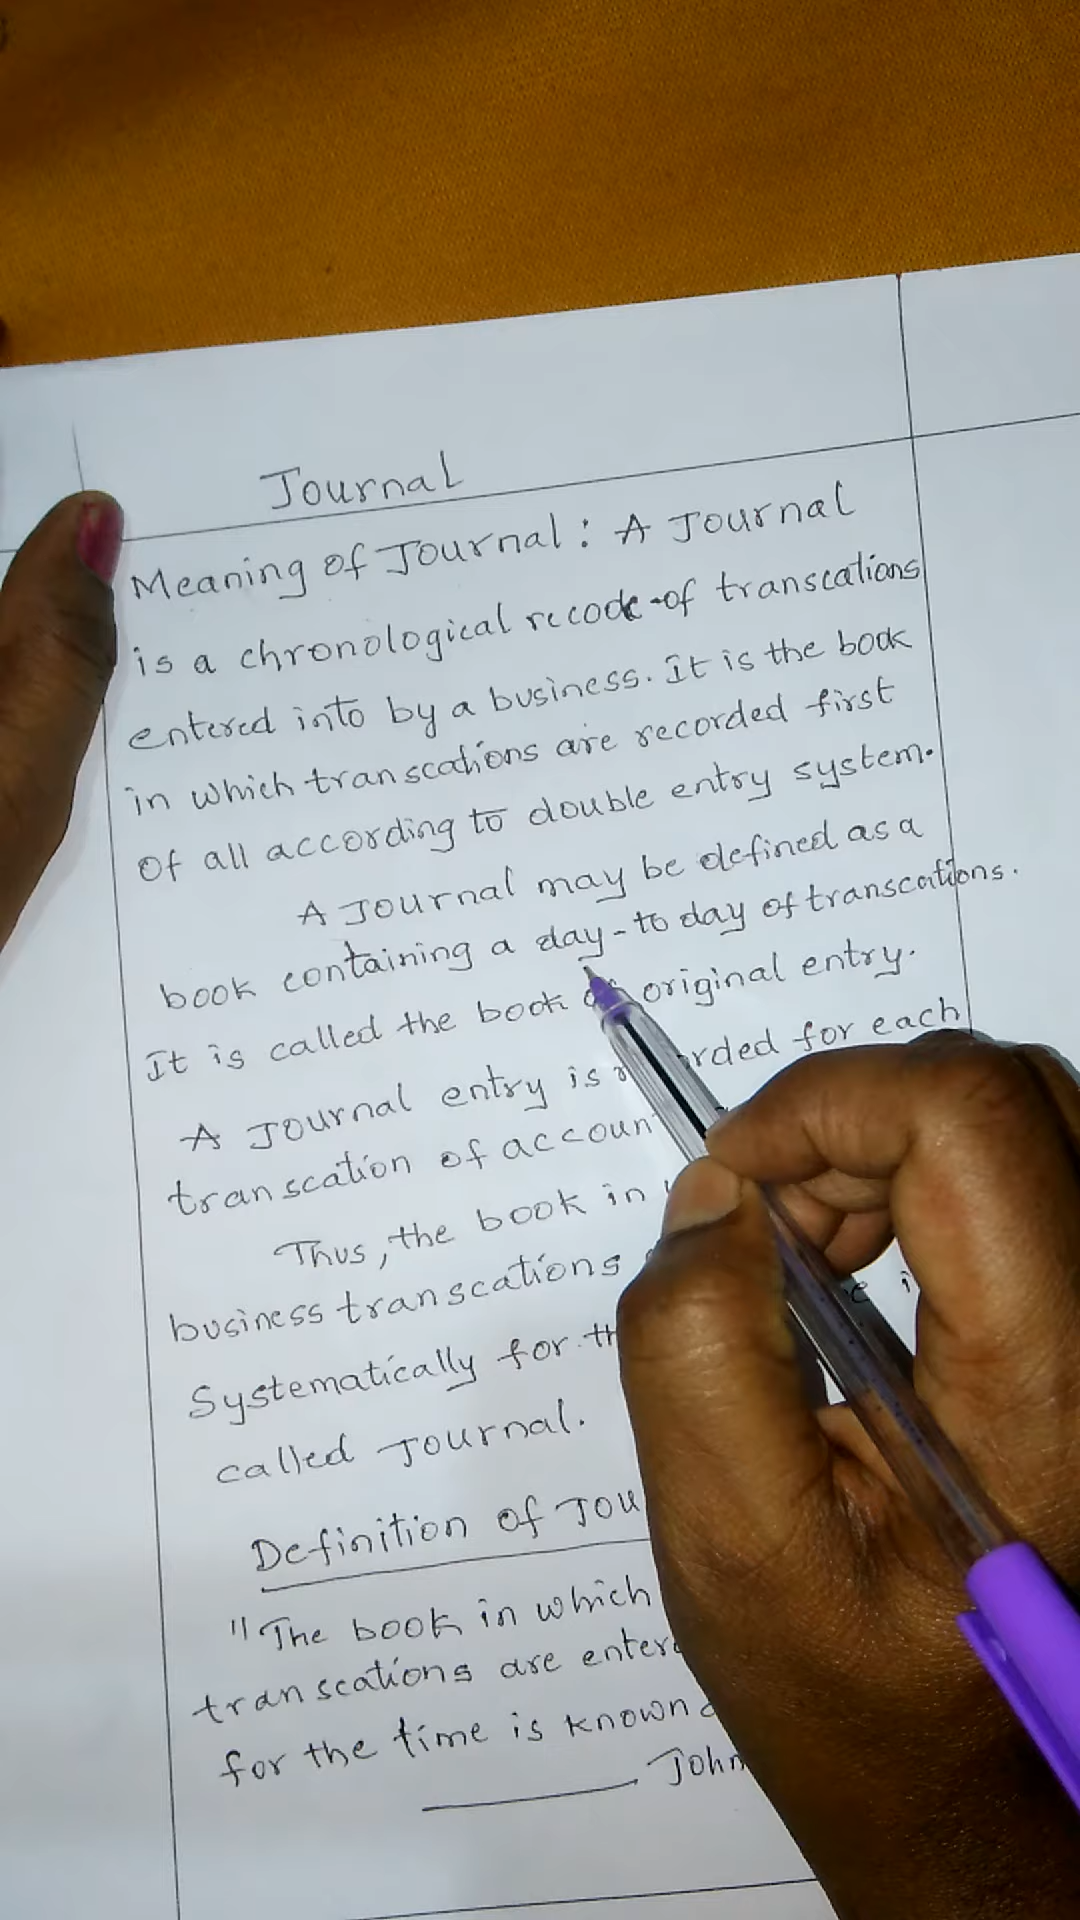 Journal
Meaning of Journal: A Journal
is a chronological recode of transcations
entered into by a business. It is the book
in which transcations are recorded first
of all according to double entry system.
A Journal may be defined as a
book containing a day-to day of transcations.
It is called the book original entry.
A Journal entry is for each
transcation of
Thus, the book in
business transcations
Systematically for
called Journal.
Definition of
"The book in which
transcations are
for the time is known
John